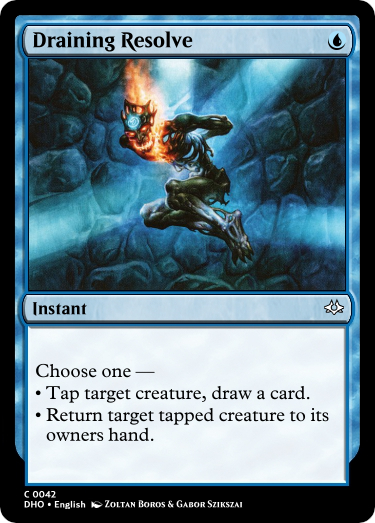 Draining Resolve
Instant
Choose one —
• Tap target creature, draw a card.
• Return target tapped creature to its
owners hand.
C 0042
DHO • English Zoltan Boros & Gabor Szikszai